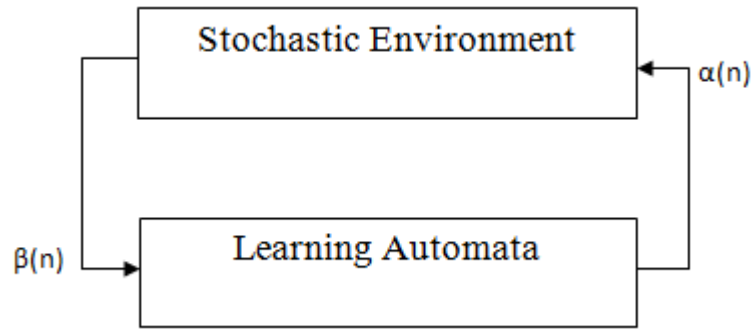 Stochastic Environment
α(n)
Learning Automata
β(n)